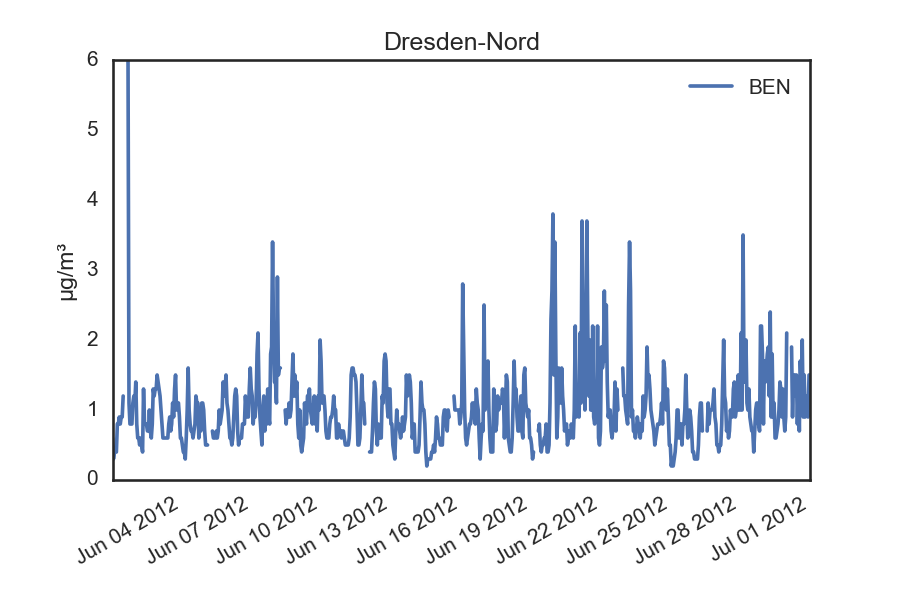 Dresden-Nord
6
BEN
5
4
3
µg/m³
2
1
0
Jun 04 2012
Jun 07 2012
Jun 10 2012
Jun 13 2012
Jun 16 2012
Jun 19 2012
Jun 22 2012
Jun 25 2012
Jun 28 2012
Jul 01 2012